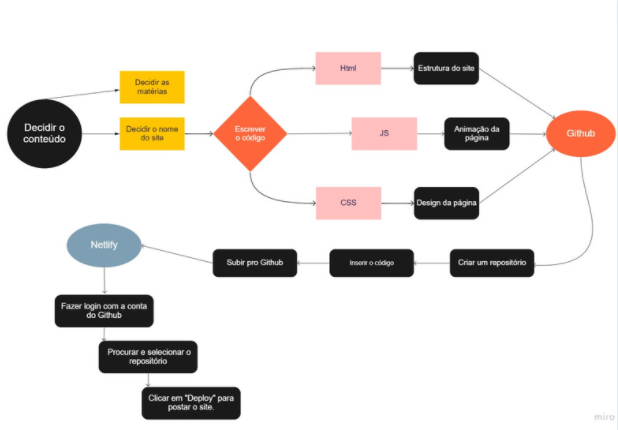 Decidir o
conteúdo
Decidir as
matérias
Decidir o nome
do site
Escrever
o código
Html
Estrutura do site
JS
Animação da
página
CSS
Design da página
Github
Criar um repositório
Inserir o código
Subir pro Github
Netlify
Fazer login com a conta
do Github
Procurar e selecionar o
repositório
Clicar em "Deploy" para
postar o site.
miro